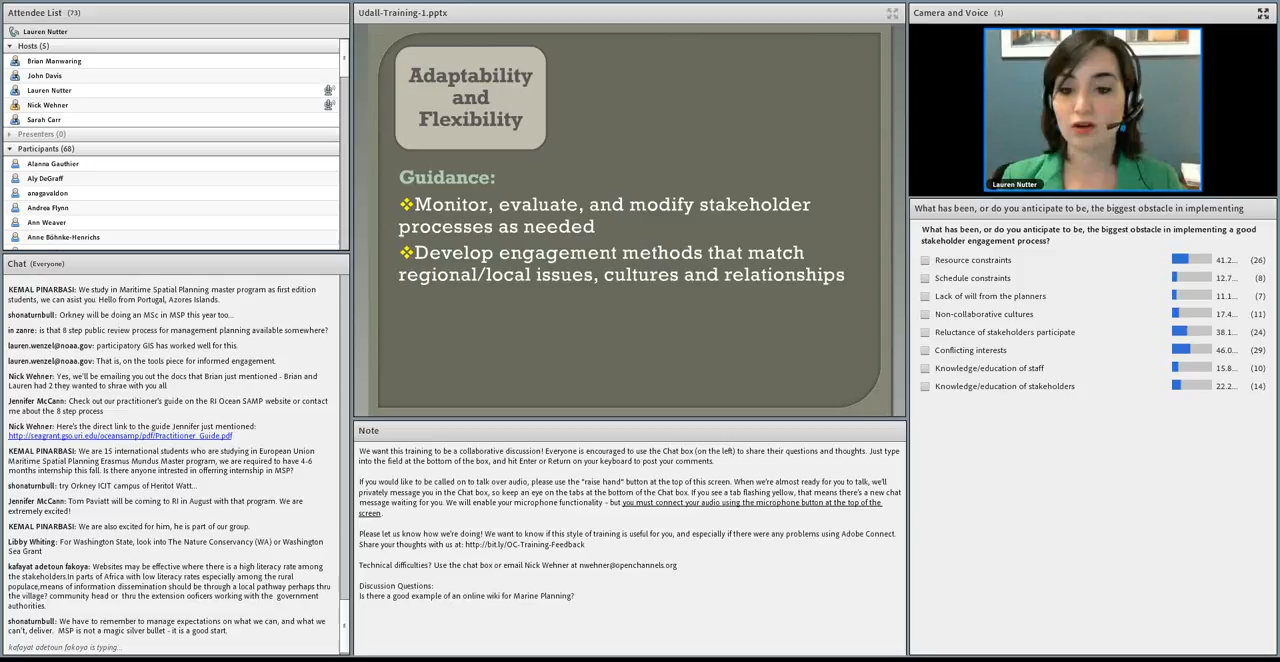 Attendee List (73)
Lauren Nutter
Hosts (5)
Brian Manwaring
John Davis
Lauren Nutter
Nick Wehner
Sarah Carr
Presenters (0)
Participants (68)
Alanna Gauthier
Aly DeGraff
anagavaldon
Andrea Flynn
Ann Weaver
Anne Böhnke-Henrichs
Chat (Everyone)
KEMAL PINARBASI: We study in Maritime Spatial Planning master program as first edition
students, we can asist you. Hello from Portugal, Azores Islands.
shonaturnbull: Orkney will be doing an MSc in MSP this year too...
in zanre: is that 8 step public review process for management planning available somewhere?
lauren.wenzel@noaa.gov: participatory GIS has worked well for this.
lauren.wenzel@noaa.gov: That is, on the tools piece for informed engagement.
Nick Wehner: Yes, we'll be emailing you out the docs that Brian just mentioned - Brian and
Lauren had 2 they wanted to shrae with you all
Jennifer McCann: Check out our practitioner's guide on the RI Ocean SAMP website or contact
me about the 8 step process
Nick Wehner: Here's the direct link to the guide Jennifer just mentioned:
http://seagrant.gso.uri.edu/oceansamp/pdf/Practitioner_Guide.pdf
KEMAL PINARBASI: We are 15 international students who are studying in European Union
Maritime Spatial Planning Erasmus Mundus Master program, we are required to have 4-6
months internship this fall. Is there anyone interested in offering internship in MSP?
shonaturnbull: try Orkney ICIT campus of Heritot Watt...
Jennifer McCann: Tom Paviatt will be coming to RI in August with that program. We are
extremely excited!
KEMAL PINARBASI: We are also excited for him, he is part of our group.
Libby Whiting: For Washington State, look into The Nature Conservancy (WA) or Washington
Sea Grant
kafayat adetoun fakoya: Websites may be effective where there is a high literacy rate among
the stakeholders.In parts of Africa with low literacy rates especially among the rural
populace,means of information dissemination should be through a local pathway perhaps thru
the village? community head or thru the extension ooficers working with the government
authorities.
shonaturnbull: We have to remember to manage expectations on what we can, and what we
can't, deliver. MSP is not a magic silver bullet - it is a good start.
kafayat adetoun fakoya is typing...
Udall-Training-1.pptx
Adaptability
and
Flexibility
Guidance:
❖Monitor, evaluate, and modify stakeholder
processes as needed
❖Develop engagement methods that match
regional/local issues, cultures and relationships
Note
We want this training to be a collaborative discussion! Everyone is encouraged to use the Chat box (on the left) to share their questions and thoughts. Just type
into the field at the bottom of the box, and hit Enter or Return on your keyboard to post your comments.
If you would like to be called on to talk over audio, please use the "raise hand" button at the top of this screen. When we're almost ready for you to talk, we'll
privately message you in the Chat box, so keep an eye on the tabs at the bottom of the Chat box. If you see a tab flashing yellow, that means there's a new chat
message waiting for you. We will enable your microphone functionality - but you must connect your audio using the microphone button at the top of the
screen.
Please let us know how we're doing! We want to know if this style of training is useful for you, and especially if there were any problems using Adobe Connect.
Share your thoughts with us at: http://bit.ly/OC-Training-Feedback
Technical difficulties? Use the chat box or email Nick Wehner at nwehner@openchannels.org
Discussion Questions:
Is there a good example of an online wiki for Marine Planning?
Camera and Voice (1)
Lauren Nutter
What has been, or do you anticipate to be, the biggest obstacle in implementing
What has been, or do you anticipate to be, the biggest obstacle in implementing a good
stakeholder engagement process?
Resource constraints 41.2... (26)
Schedule constraints 12.7... (8)
Lack of will from the planners 11.1... (7)
Non-collaborative cultures 17.4... (11)
Reluctance of stakeholders participate 38.1... (24)
Conflicting interests 46.0... (29)
Knowledge/education of staff 15.8... (10)
Knowledge/education of stakeholders 22.2... (14)